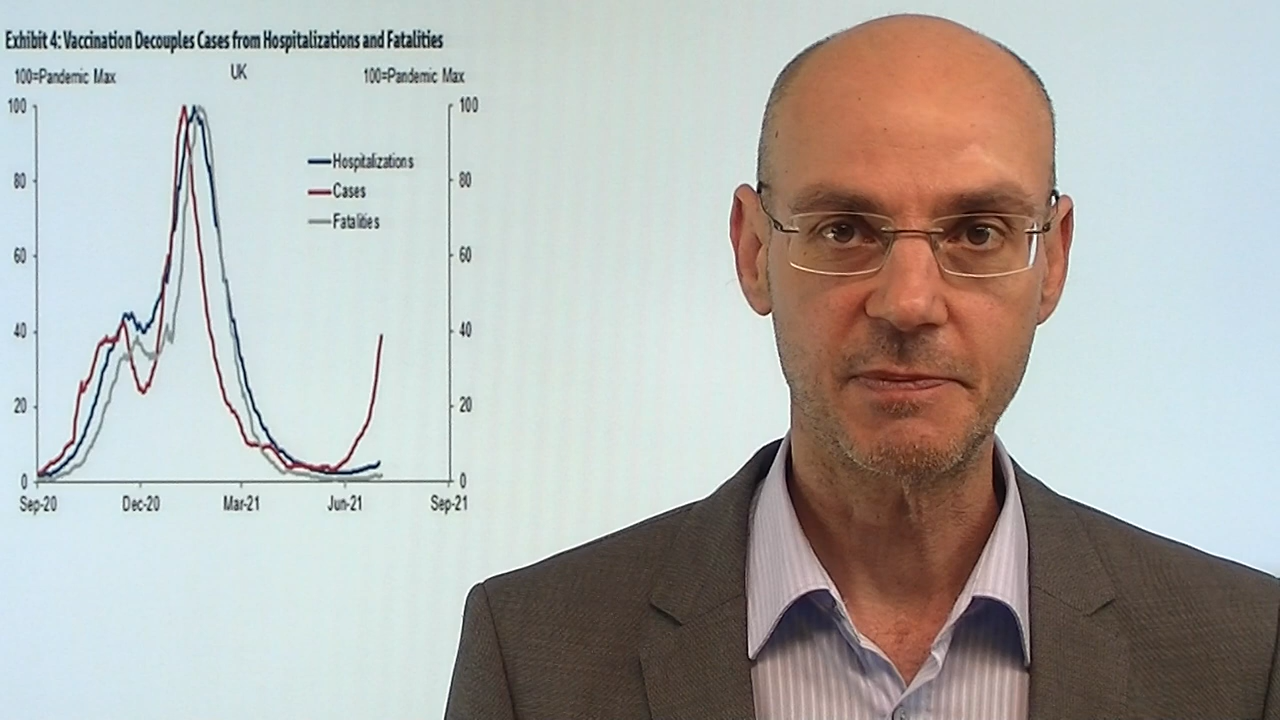 Exhibit 4: Vaccination Decouples Cases from Hospitalizations and Fatalities
100=Pandemic Max UK 100=Pandemic Max
100 100
Hospitalizations
80 Cases 80
Fatalities
60 60
40 40
20 20
0 0
Sep-20 Dec-20 Mar-21 Jun-21 Sep-21